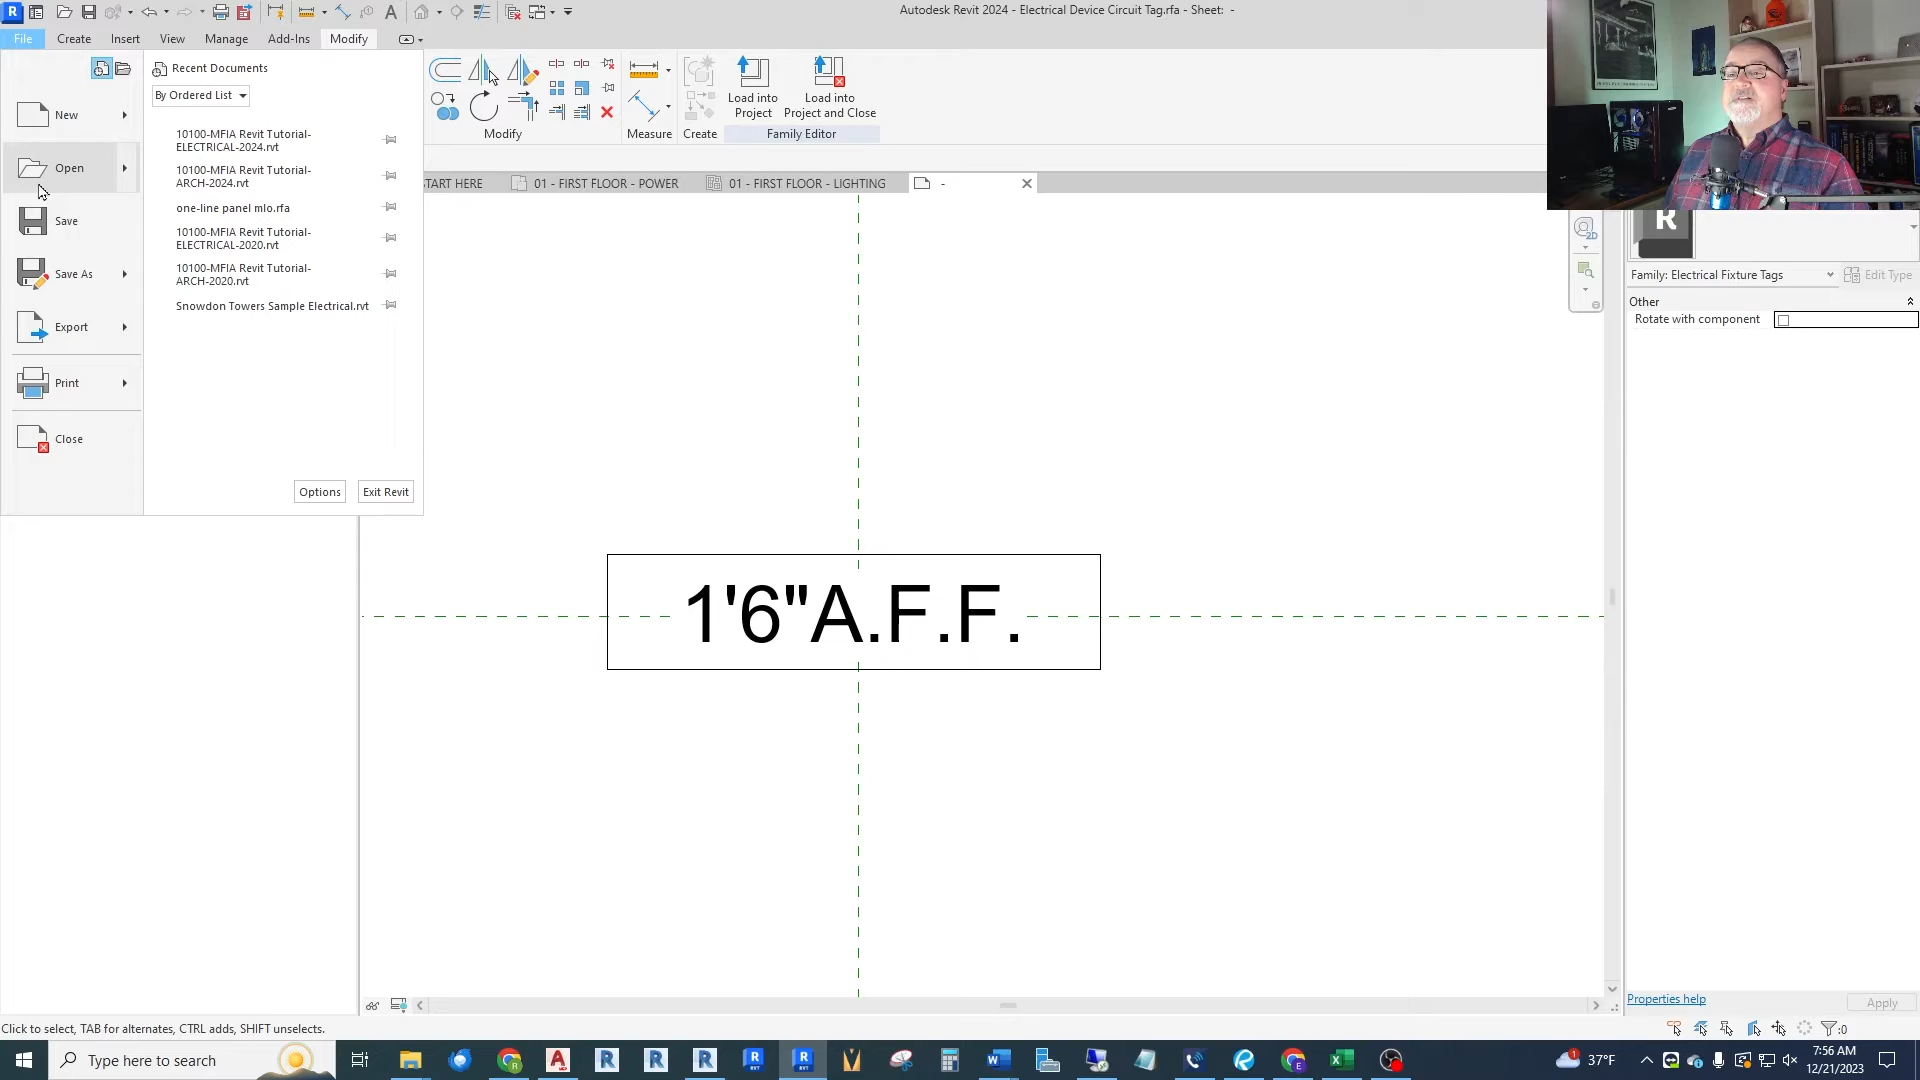 Autodesk Revit 2024 - Electrical Device Circuit Tag.rfa - Sheet: -
File Create Insert View Manage Add-Ins Modify
Recent Documents
By Ordered List
New
Open
Save
Save As
Export
Print
Close
10100-MFIA Revit Tutorial-
ELECTRICAL-2024.rvt
10100-MFIA Revit Tutorial-
ARCH-2024.rvt
one-line panel mlo.rfa
10100-MFIA Revit Tutorial-
ELECTRICAL-2020.rvt
10100-MFIA Revit Tutorial-
ARCH-2020.rvt
Snowdon Towers Sample Electrical.rvt
Options Exit Revit
Load into
Project
Load into
Project and Close
Modify Measure Create Family Editor
START HERE 01 - FIRST FLOOR - POWER 01 - FIRST FLOOR - LIGHTING -
2D
R
Family: Electrical Fixture Tags Edit Type
Other
Rotate with component
1'6"A.F.F.
Properties help Apply
Click to select, TAB for alternates, CTRL adds, SHIFT unselects.
:0
Type here to search
37°F
7:56 AM
12/21/2023